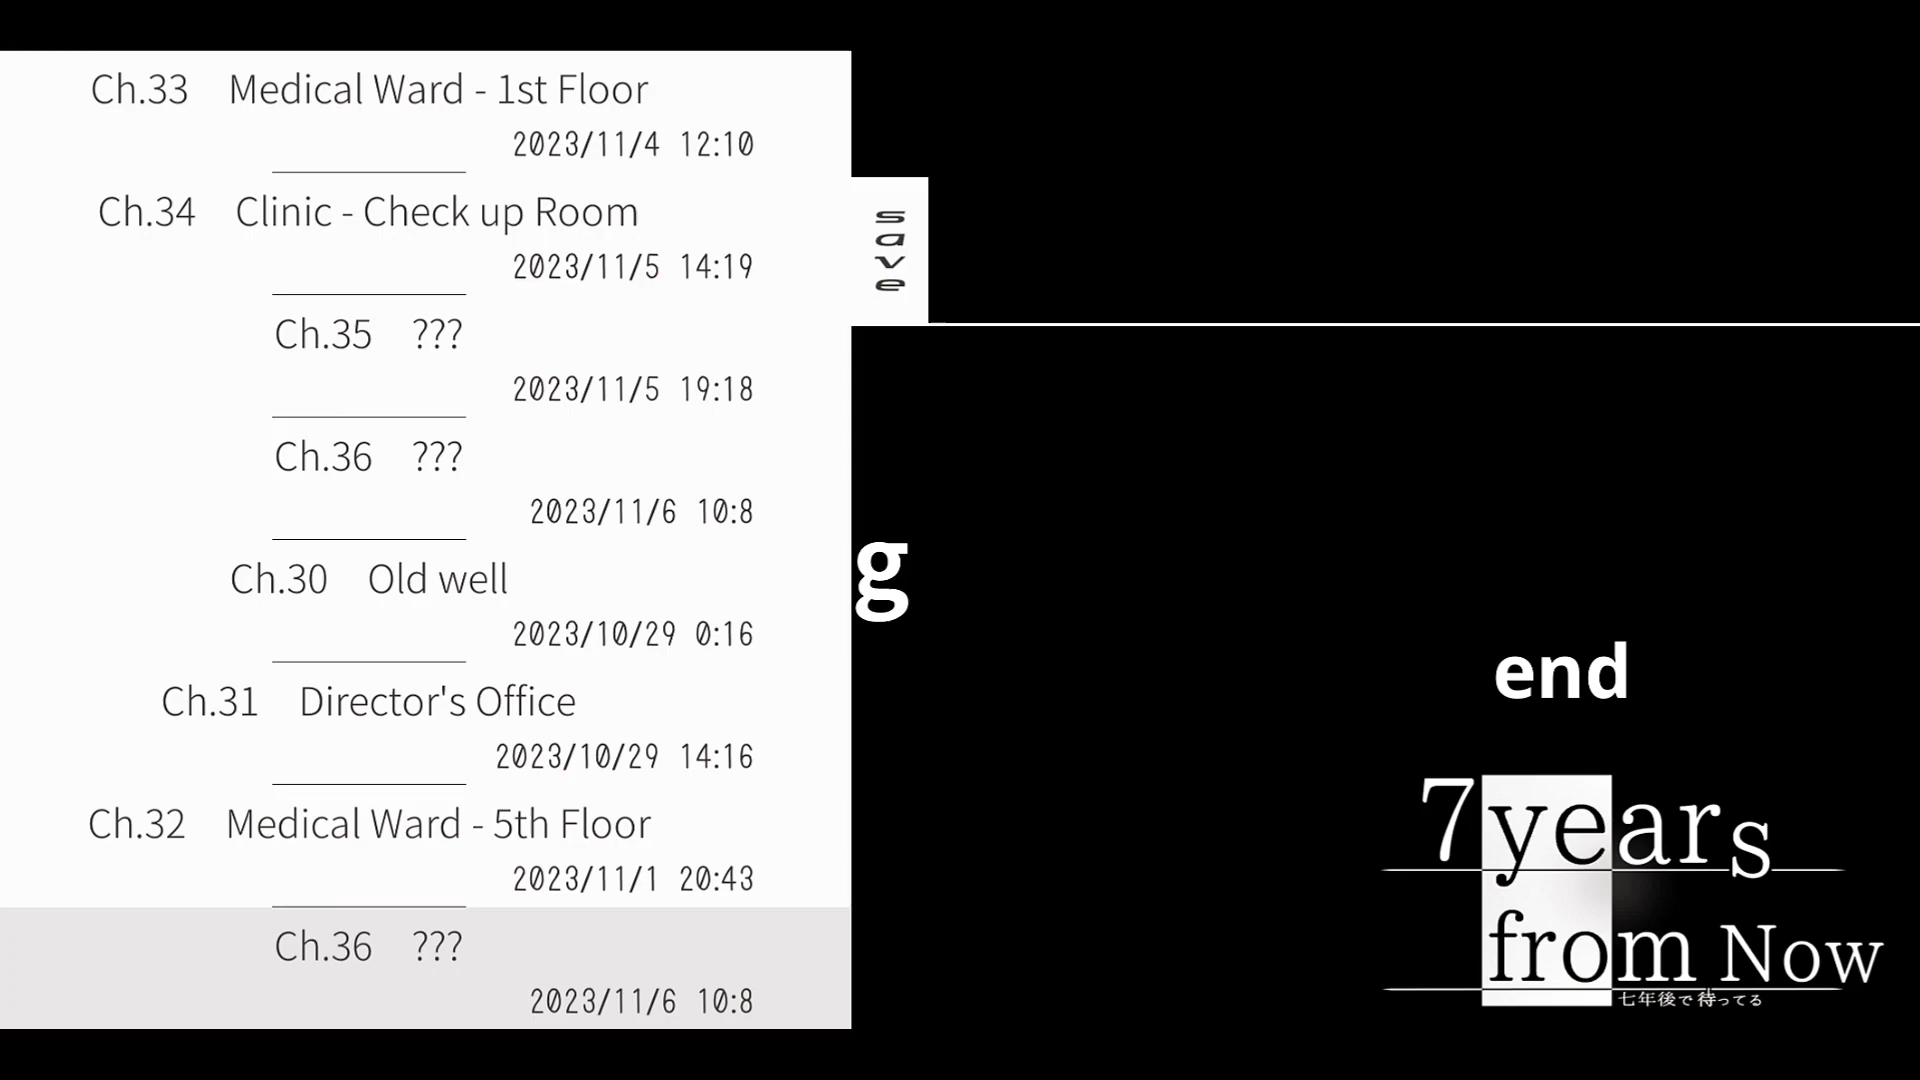 Ch.33 Medical Ward - 1st Floor
2023/11/4 12:10
Ch.34 Clinic - Check up Room
2023/11/5 14:19
Ch.35 ???
2023/11/5 19:18
Ch.36 ???
2023/11/6 10:8
Ch.30 Old well
2023/10/29 0:16
Ch.31 Director's Office
2023/10/29 14:16
Ch.32 Medical Ward - 5th Floor
2023/11/1 20:43
Ch.36 ???
2023/11/6 10:8
save
g
end
7years
from Now
七年後で待ってる